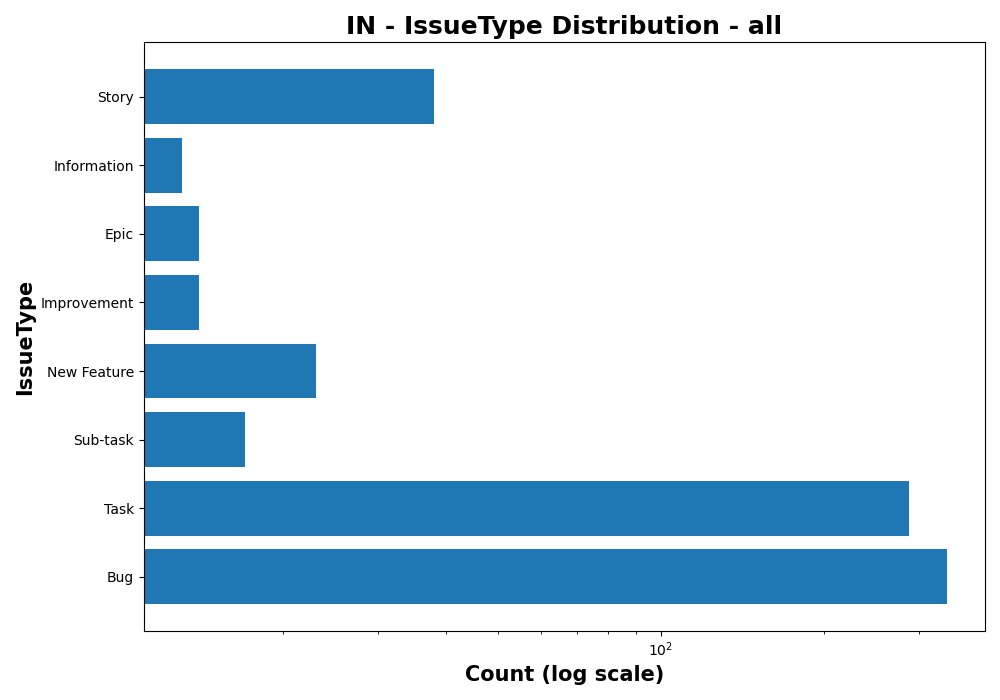 IN - IssueType Distribution - all
IssueType
Story
Information
Epic
Improvement
New Feature
Sub-task
Task
Bug
10²
Count (log scale)